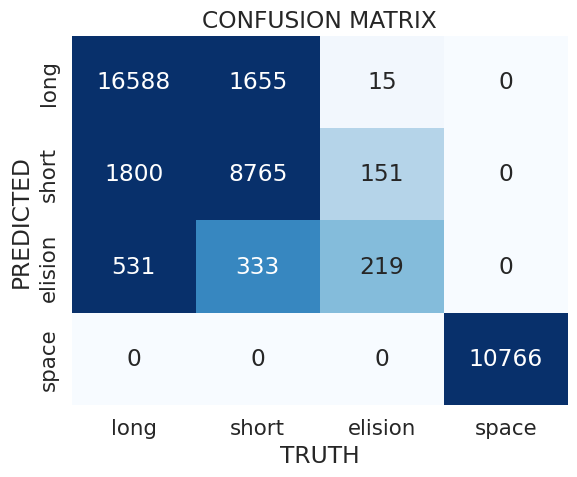 CONFUSION MATRIX
PREDICTED
long 16588 1655 15 0
short 1800 8765 151 0
elision 531 333 219 0
space 0 0 0 10766
long short elision space
TRUTH